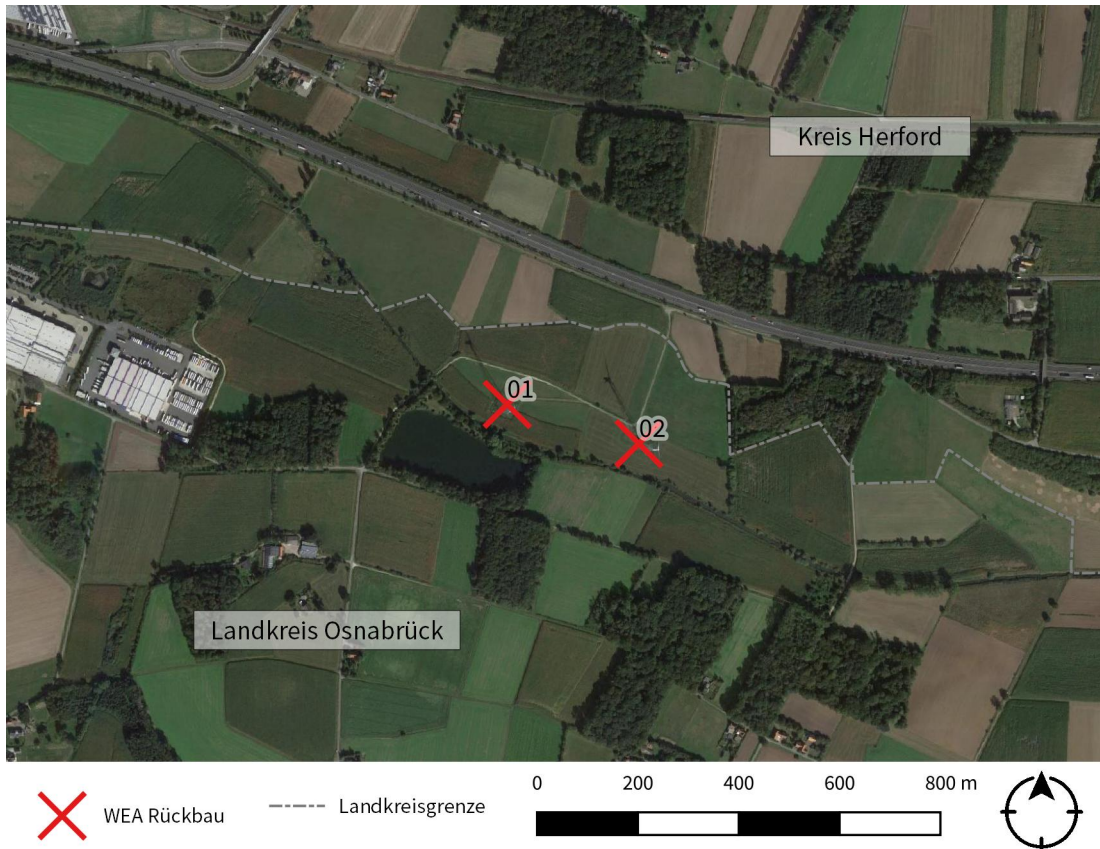 Kreis Herford
01
02
Landkreis Osnabrück
WEA Rückbau
Landkreisgrenze
0 200 400 600 800 m